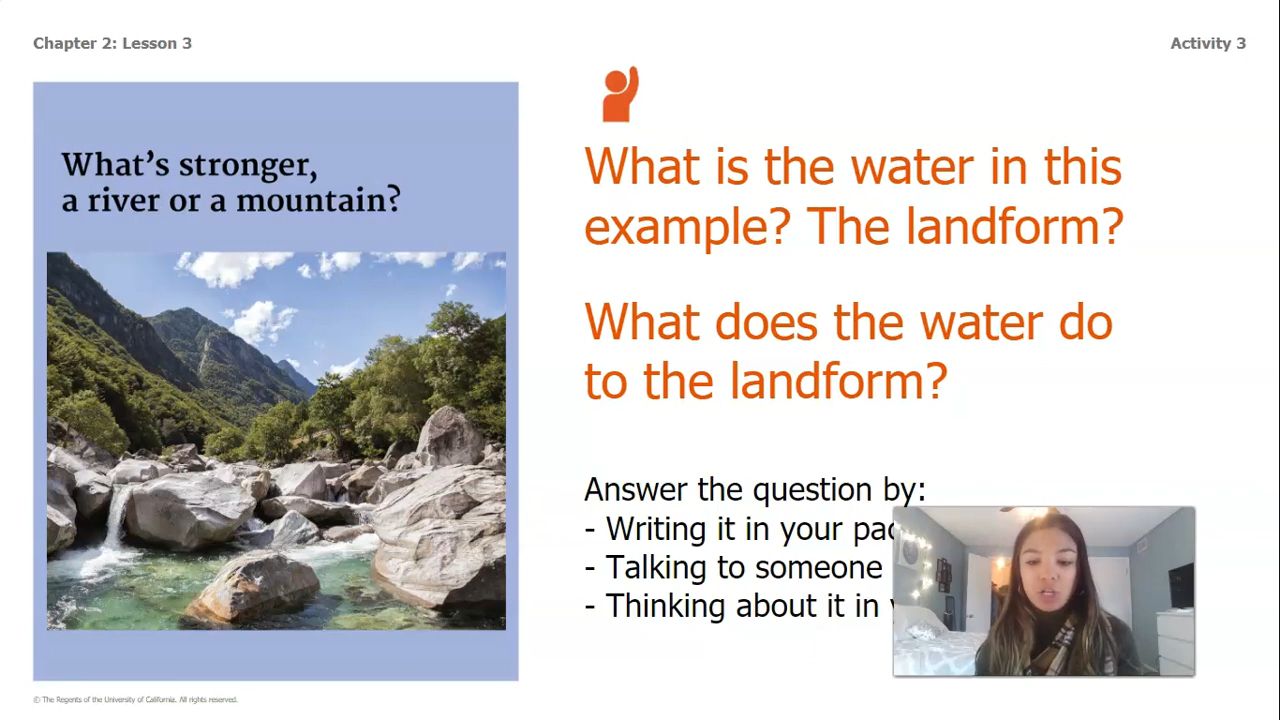 Chapter 2: Lesson 3
Activity 3
What's stronger,
a river or a mountain?
What is the water in this
example? The landform?
What does the water do
to the landform?
Answer the question by:
- Writing it in your
- Talking to someone
- Thinking about it in
© The Regents of the University of California. All rights reserved.